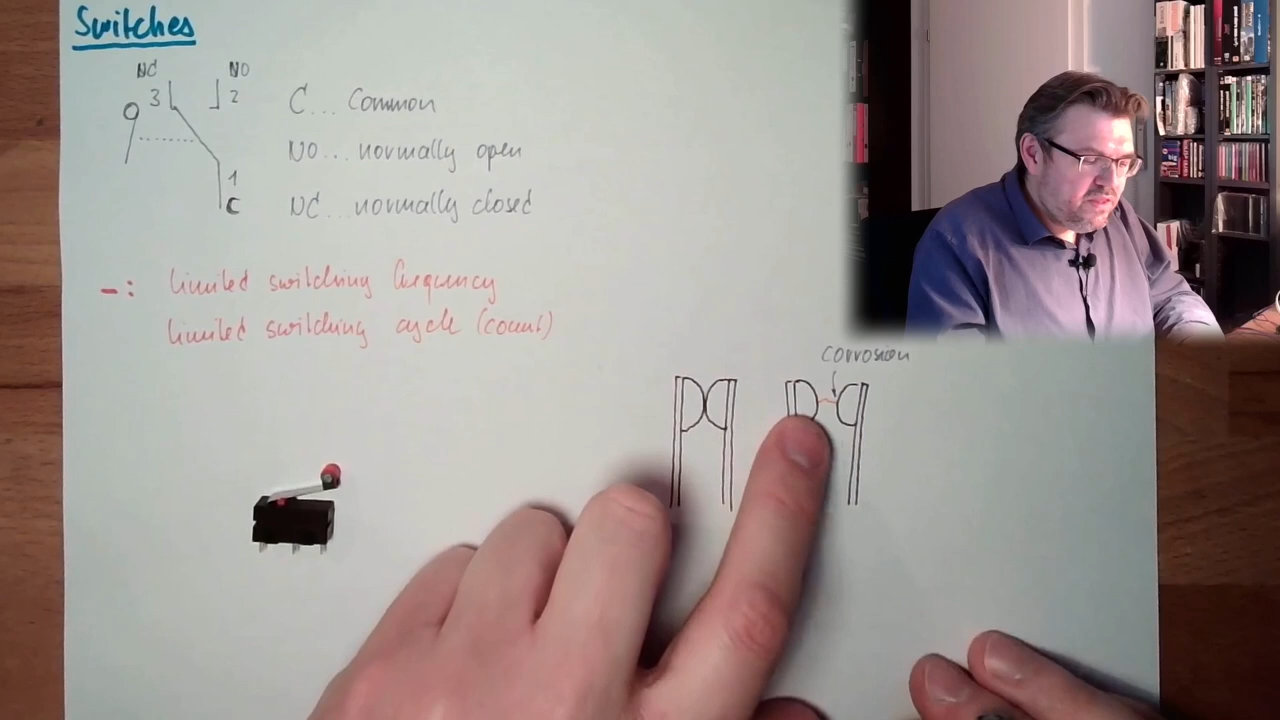 Switches
NC NO
3 2
C... Common
NO... normally open
1
C
NC... normally closed
-: limited switching frequency
limited switching cycle (count)
corrosion